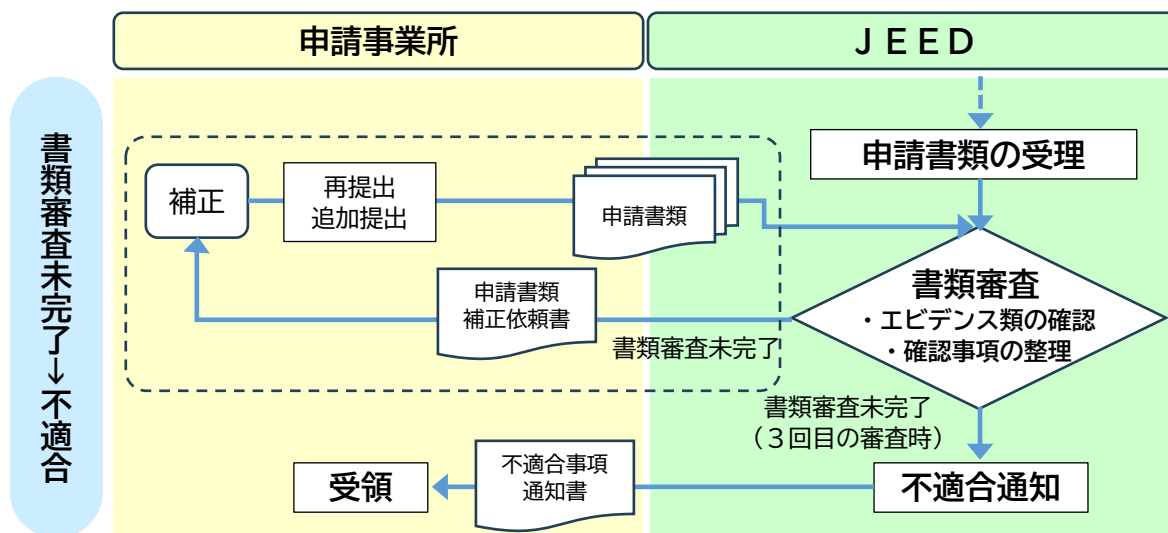 申請事業所
ＪＥＥＤ
書類審査未完了→不適合
申請書類の受理
補正
再提出
追加提出
申請書類
書類審査
・エビデンス類の確認
・確認事項の整理
申請書類
補正依頼書
書類審査未完了
書類審査未完了
（３回目の審査時）
不適合通知
不適合事項
通知書
受領